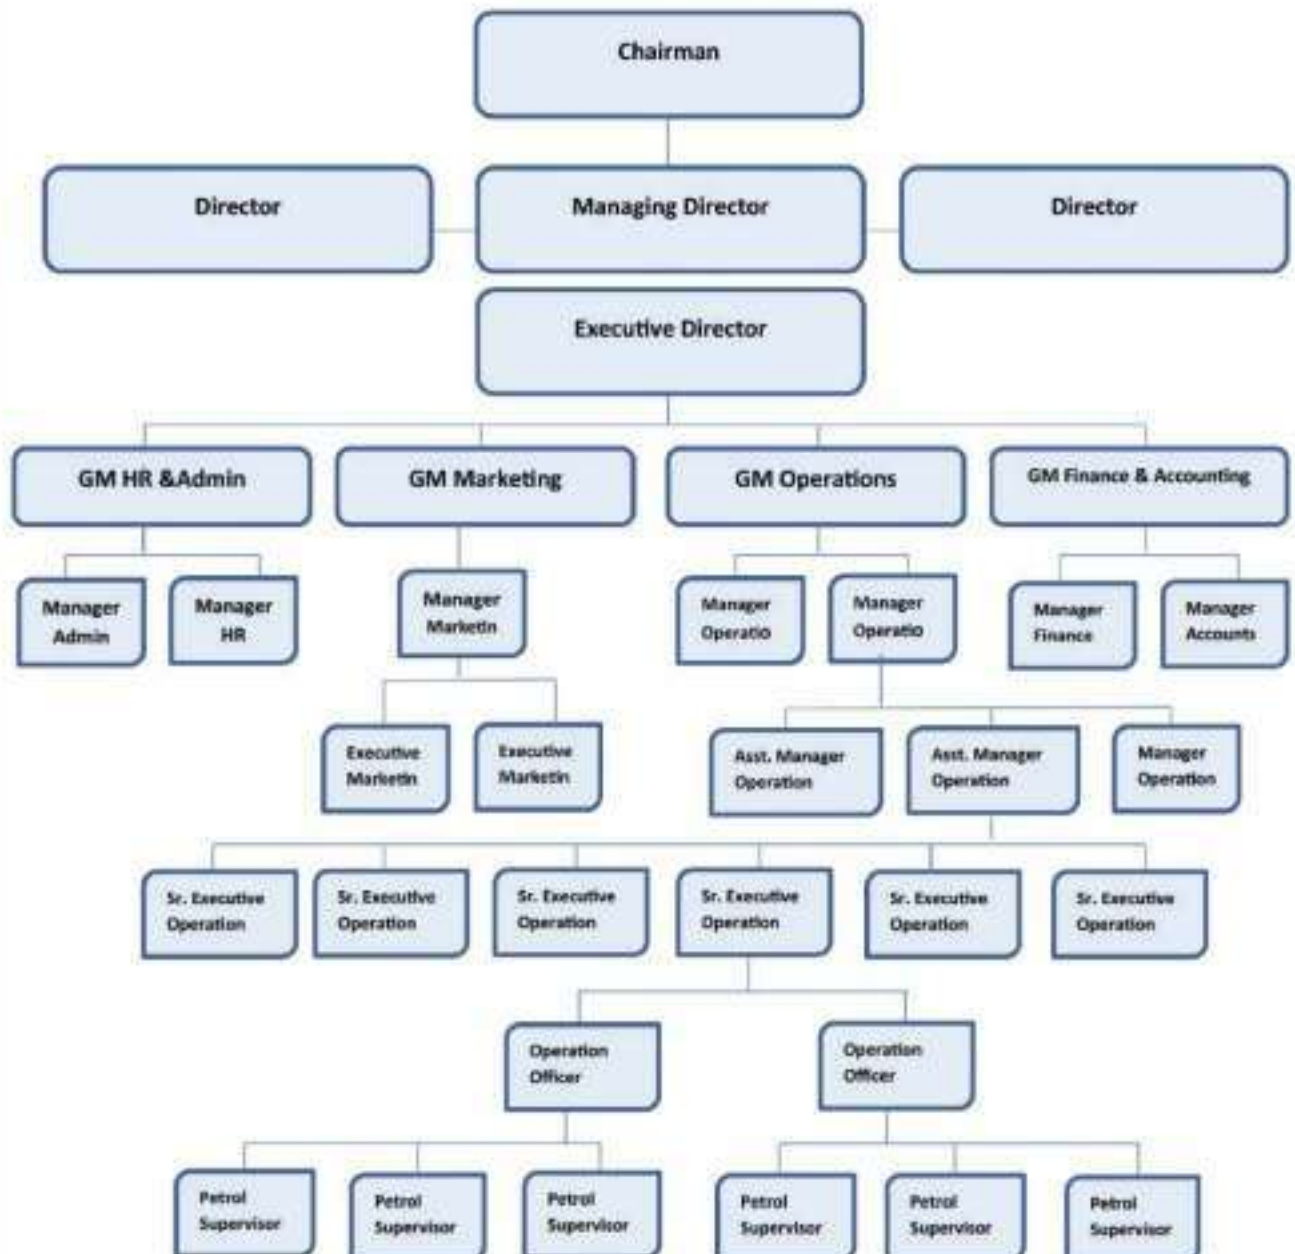 Chairman
Director
Managing Director
Director
Executive Director
GM HR &Admin
GM Marketing
GM Operations
GM Finance & Accounting
Manager
Admin
Manager
HR
Manager
Marketin
Manager
Operatio
Manager
Operatio
Manager
Finance
Manager
Accounts
Executive
Marketin
Executive
Marketin
Asst. Manager
Operation
Asst. Manager
Operation
Manager
Operation
Sr. Executive
Operation
Sr. Executive
Operation
Sr. Executive
Operation
Sr. Executive
Operation
Sr. Executive
Operation
Sr. Executive
Operation
Operation
Officer
Operation
Officer
Petrol
Supervisor
Petrol
Supervisor
Petrol
Supervisor
Petrol
Supervisor
Petrol
Supervisor
Petrol
Supervisor